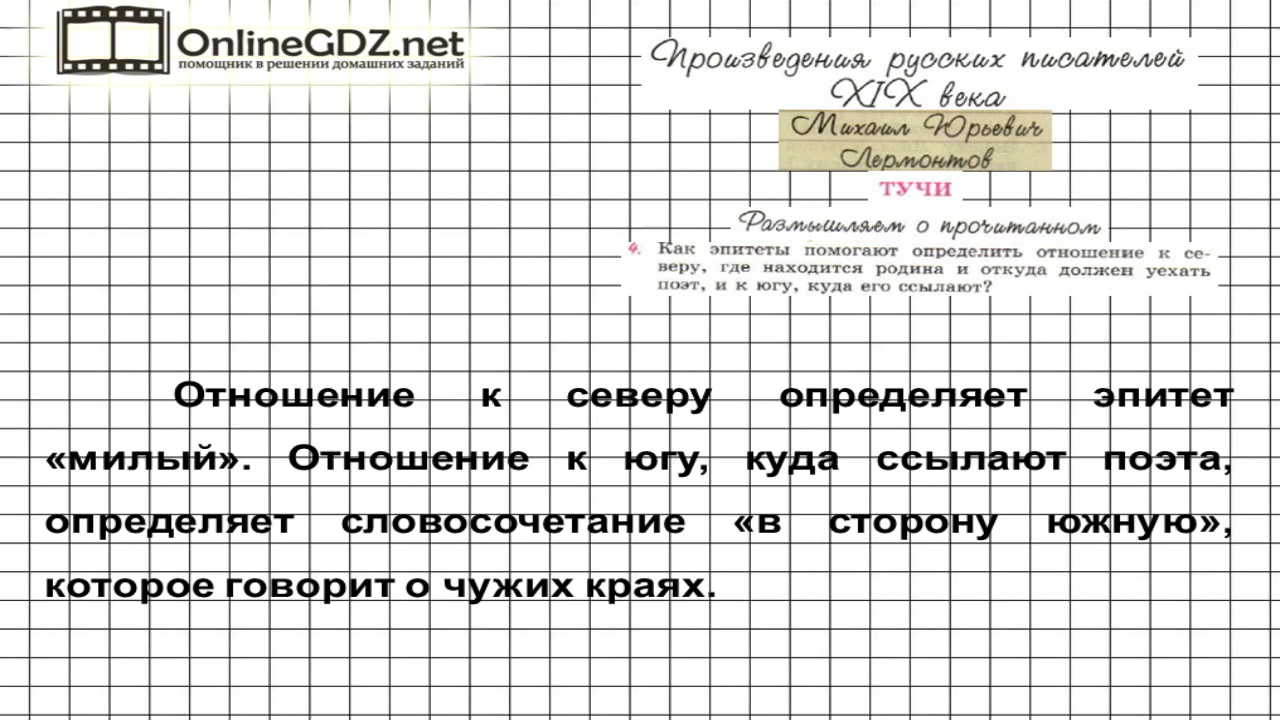 OnlineGDZ.net
помощник в решении домашних заданий
Произведения русских писателей
XIX века
Михаил Юрьевич
Лермонтов
ТУЧИ
Размышляем о прочитанном
4. Как эпитеты помогают определить отношение к се-
веру, где находится родина и откуда должен уехать
поэт, и к югу, куда его ссылают?
Отношение к северу определяет эпитет
«милый». Отношение к югу, куда ссылают поэта,
определяет словосочетание «в сторону южную»,
которое говорит о чужих краях.